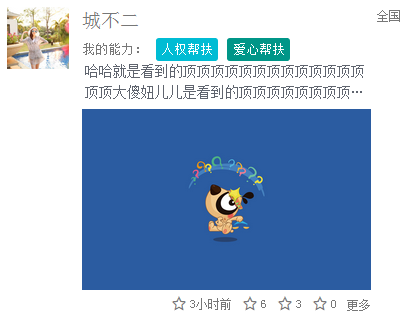 城不二
全国
我的能力： 人权帮扶 爱心帮扶
哈哈就是看到的顶顶顶顶顶顶顶顶顶顶顶顶顶
顶顶大傻妞儿儿是看到的顶顶顶顶顶顶顶顶…
3小时前 6 3 0 更多